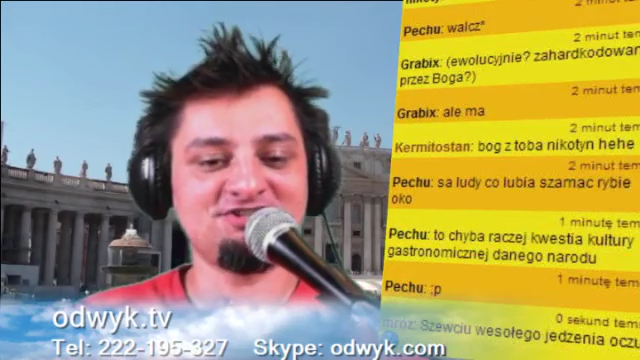 Pechu: walcz*
2 minut tem
Grabix: (ewolucyjnie? zahardkodowan
przez Boga?)
2 minut tem
Grabix: ale ma
2 minut tem
Kermitostan: bog z toba nikotyn hehe
2 minut tem
Pechu: sa ludy co lubia szamac rybie
oko
1 minutę tem
Pechu: to chyba raczej kwestia kultury
gastronomicznej danego narodu
1 minutę tem
Pechu: ;p
0 sekund tem
mróz: Szewciu wesołego jedzenia oczu
odwyk.tv
Tel: 222-195-327 Skype: odwyk.com